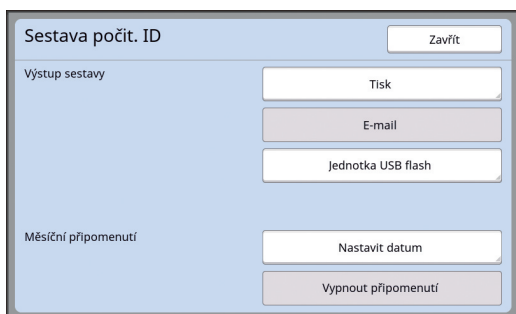 Sestava počit. ID
Zavřít
Výstup sestavy
Tisk
E-mail
Jednotka USB flash
Měsíční připomenutí
Nastavit datum
Vypnout připomenutí